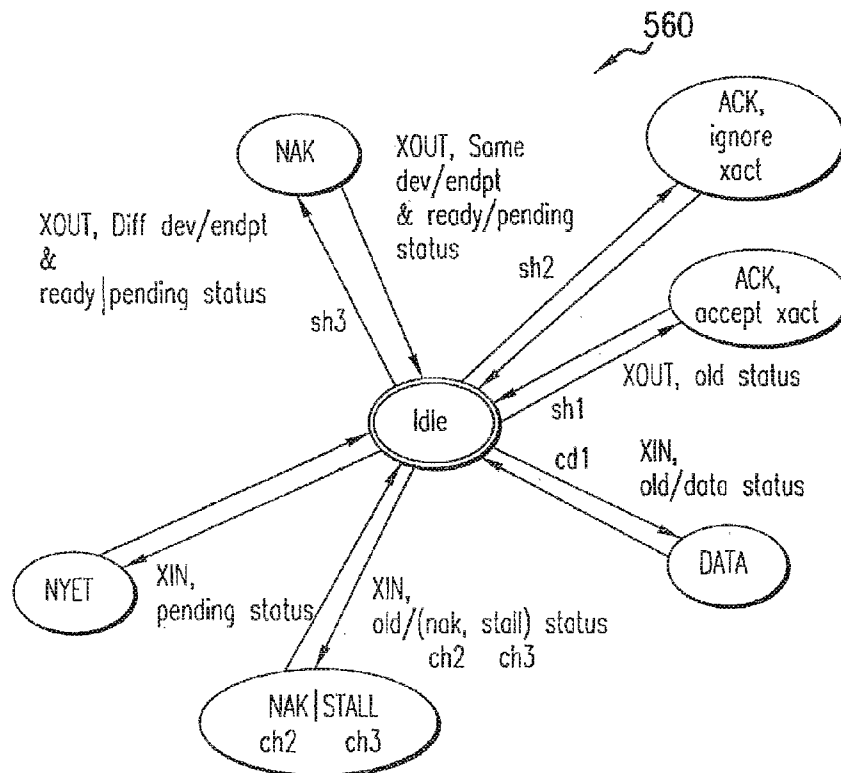 560
ACK,
ignore
xact
NAK
XOUT, Same
dev/endpt
& ready/pending
status
XOUT, Diff dev/endpt
&
ready|pending status
sh2
ACK,
accept xact
sh3
XOUT, old status
Idle
sh1
cd1
XIN,
old/data status
DATA
NYET
XIN,
pending status
XIN,
old/(nak, stall) status
ch2 ch3
NAK|STALL
ch2 ch3